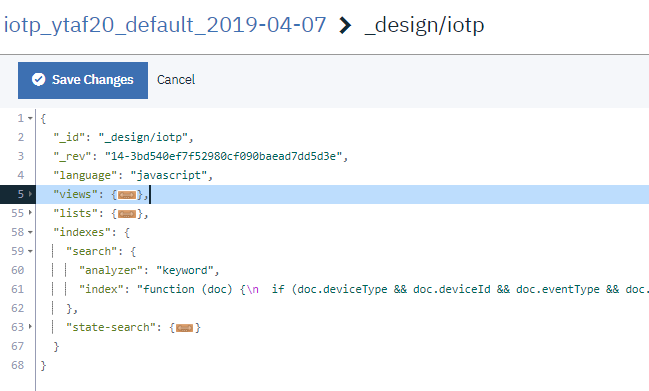 iotp_ytaf20_default_2019-04-07 > _design/iotp
Save Changes Cancel
1 {
2 "_id": "_design/iotp",
3 "_rev": "14-3bd540ef7f52980cf090baead7dd5d3e",
4 "language": "javascript",
5 "views": {},
55 "lists": {},
58 "indexes": {
59 "search": {
60 "analyzer": "keyword",
61 "index": "function (doc) {\n  if (doc.deviceType && doc.deviceId && doc.eventType && doc.
62 },
63 "state-search": {}
67 }
68 }